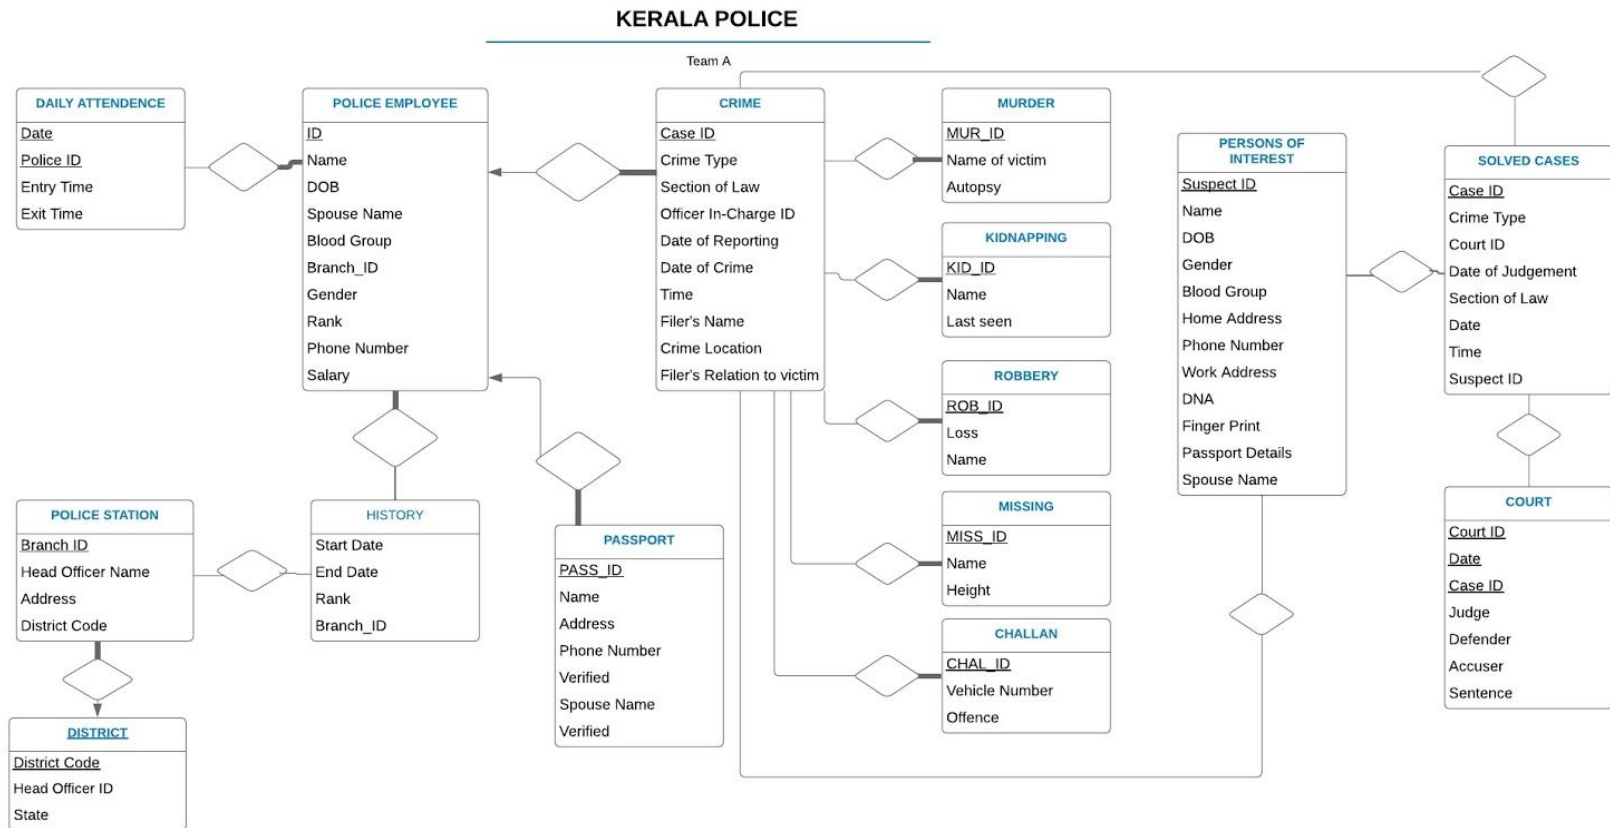 KERALA POLICE
Team A
DAILY ATTENDENCE
Date
Police ID
Entry Time
Exit Time
POLICE EMPLOYEE
ID
Name
DOB
Spouse Name
Blood Group
Branch_ID
Gender
Rank
Phone Number
Salary
CRIME
Case ID
Crime Type
Section of Law
Officer In-Charge ID
Date of Reporting
Date of Crime
Time
Filer's Name
Crime Location
Filer's Relation to victim
MURDER
MUR_ID
Name of victim
Autopsy
KIDNAPPING
KID_ID
Name
Last seen
ROBBERY
ROB_ID
Loss
Name
MISSING
MISS_ID
Name
Height
CHALLAN
CHAL_ID
Vehicle Number
Offence
PERSONS OF
INTEREST
Suspect ID
Name
DOB
Gender
Blood Group
Home Address
Phone Number
Work Address
DNA
Finger Print
Passport Details
Spouse Name
SOLVED CASES
Case ID
Crime Type
Court ID
Date of Judgement
Section of Law
Date
Time
Suspect ID
COURT
Court ID
Date
Case ID
Judge
Defender
Accuser
Sentence
POLICE STATION
Branch ID
Head Officer Name
Address
District Code
HISTORY
Start Date
End Date
Rank
Branch_ID
PASSPORT
PASS_ID
Name
Address
Phone Number
Verified
Spouse Name
Verified
DISTRICT
District Code
Head Officer ID
State